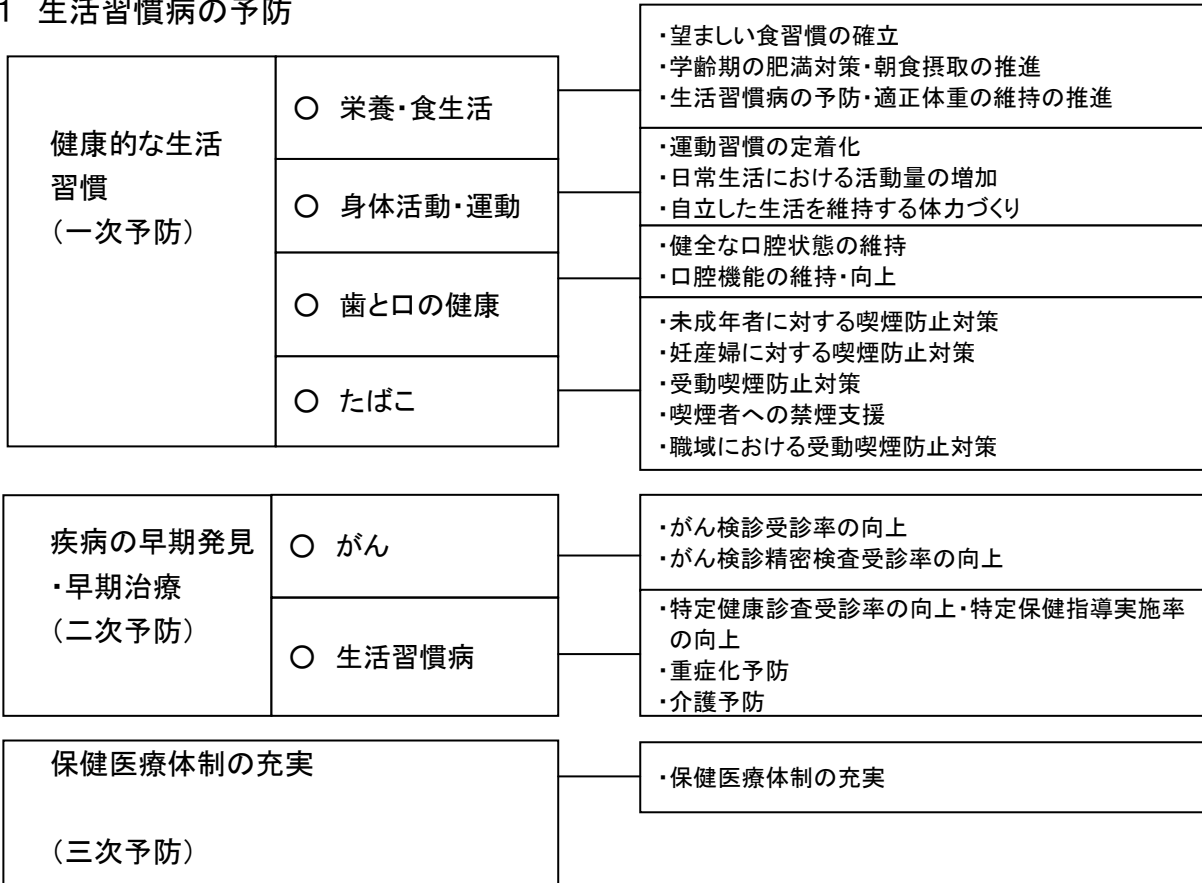 1 生活習慣病の予防
健康的な生活
習慣
(一次予防)
○ 栄養・食生活
・望ましい食習慣の確立
・学齢期の肥満対策・朝食摂取の推進
・生活習慣病の予防・適正体重の維持の推進
○ 身体活動・運動
・運動習慣の定着化
・日常生活における活動量の増加
・自立した生活を維持する体力づくり
○ 歯と口の健康
・健全な口腔状態の維持
・口腔機能の維持・向上
○ たばこ
・未成年者に対する喫煙防止対策
・妊産婦に対する喫煙防止対策
・受動喫煙防止対策
・喫煙者への禁煙支援
・職域における受動喫煙防止対策
疾病の早期発見
・早期治療
(二次予防)
○ がん
・がん検診受診率の向上
・がん検診精密検査受診率の向上
○ 生活習慣病
・特定健康診査受診率の向上・特定保健指導実施率
の向上
・重症化予防
・介護予防
保健医療体制の充実
(三次予防)
・保健医療体制の充実